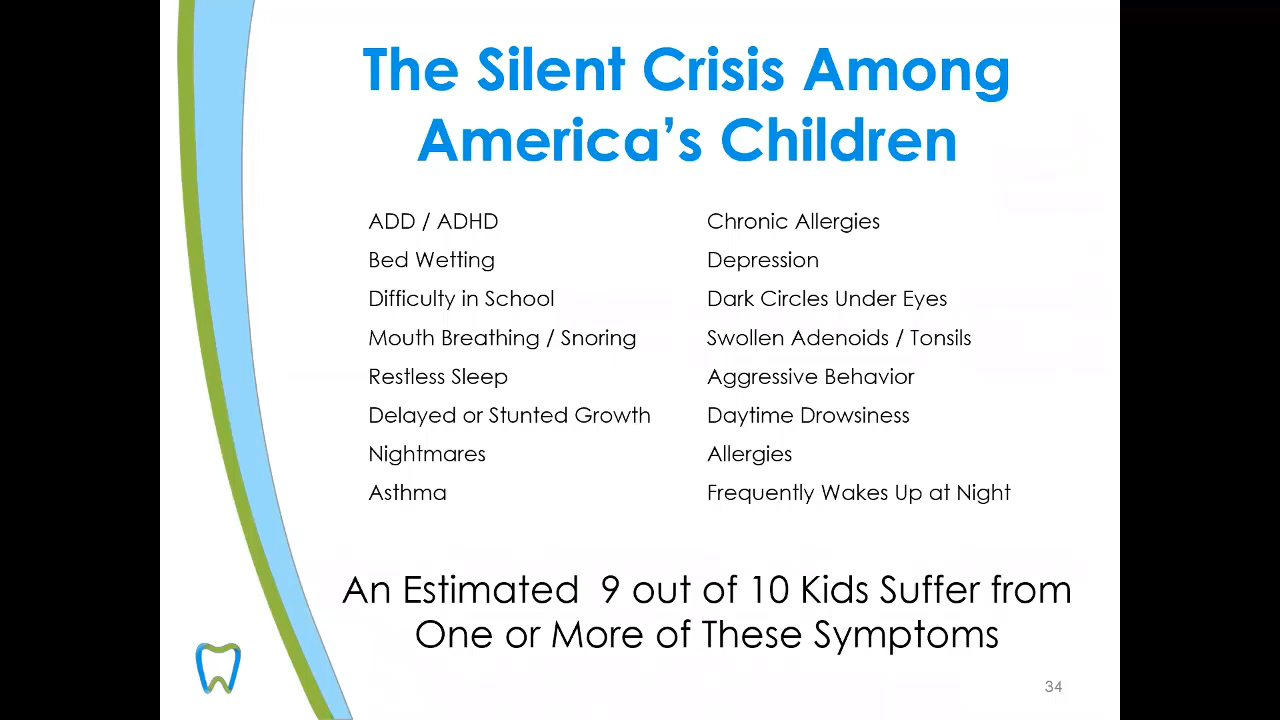 The Silent Crisis Among
America's Children
ADD / ADHD
Bed Wetting
Difficulty in School
Mouth Breathing / Snoring
Restless Sleep
Delayed or Stunted Growth
Nightmares
Asthma
Chronic Allergies
Depression
Dark Circles Under Eyes
Swollen Adenoids / Tonsils
Aggressive Behavior
Daytime Drowsiness
Allergies
Frequently Wakes Up at Night
An Estimated  9 out of 10 Kids Suffer from
One or More of These Symptoms
34